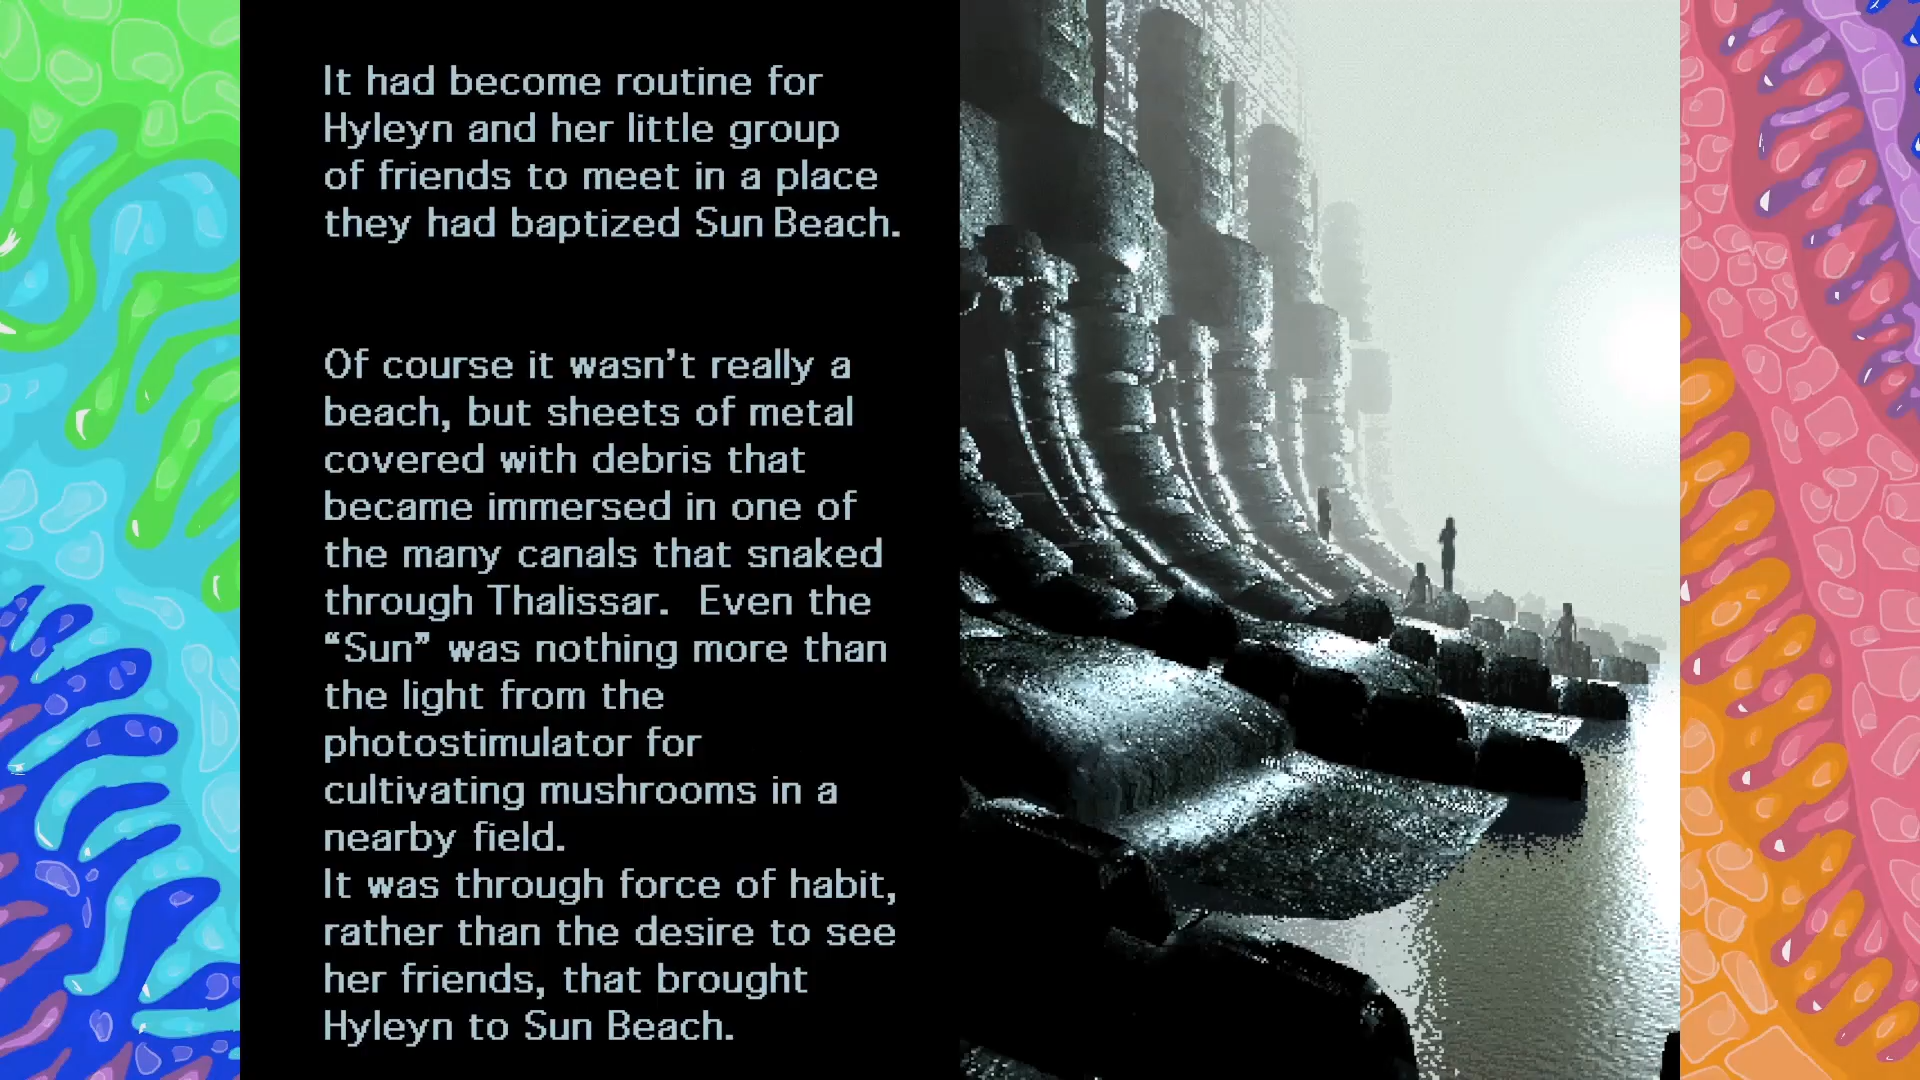 It had become routine for
Hyleyn and her little group
of friends to meet in a place
they had baptized Sun Beach.
Of course it wasn't really a
beach, but sheets of metal
covered with debris that
became immersed in one of
the many canals that snaked
through Thalissar.  Even the
“Sun” was nothing more than
the light from the
photostimulator for
cultivating mushrooms in a
nearby field.
It was through force of habit,
rather than the desire to see
her friends, that brought
Hyleyn to Sun Beach.